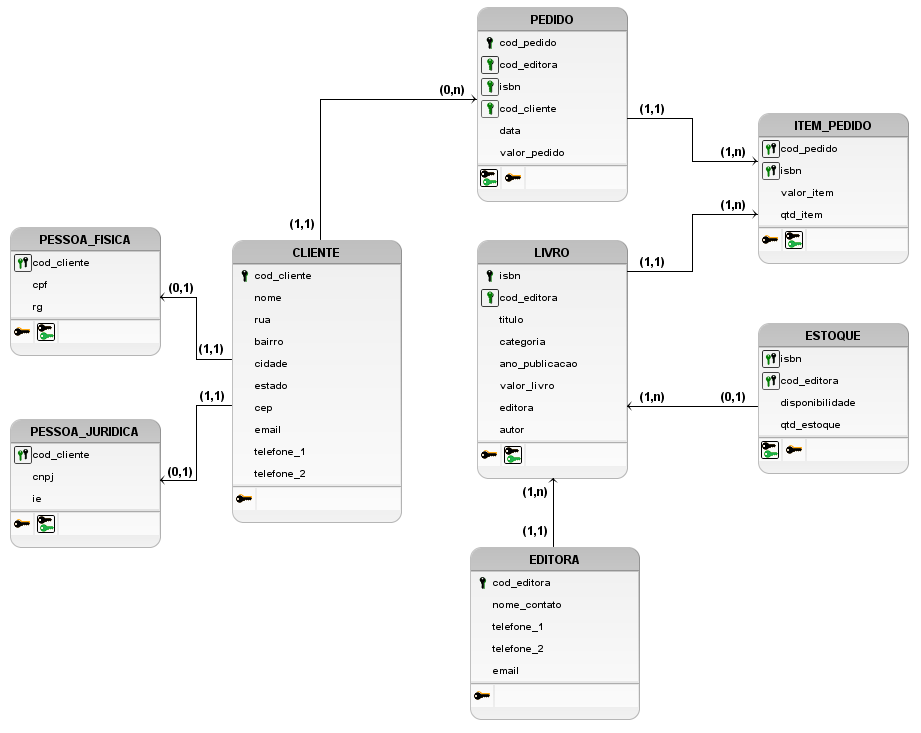 PEDIDO
cod_pedido
cod_editora
isbn
cod_cliente
data
valor_pedido
(0,n)
(1,1)
(1,1)
(1,n)
ITEM_PEDIDO
cod_pedido
isbn
valor_item
qtd_item
(1,n)
(1,1)
PESSOA_FISICA
cod_cliente
cpf
rg
(0,1)
(1,1)
CLIENTE
cod_cliente
nome
rua
bairro
cidade
estado
cep
email
telefone_1
telefone_2
(1,1)
(0,1)
PESSOA_JURIDICA
cod_cliente
cnpj
ie
LIVRO
isbn
cod_editora
titulo
categoria
ano_publicacao
valor_livro
editora
autor
(1,n)
(0,1)
ESTOQUE
isbn
cod_editora
disponibilidade
qtd_estoque
(1,n)
(1,1)
EDITORA
cod_editora
nome_contato
telefone_1
telefone_2
email